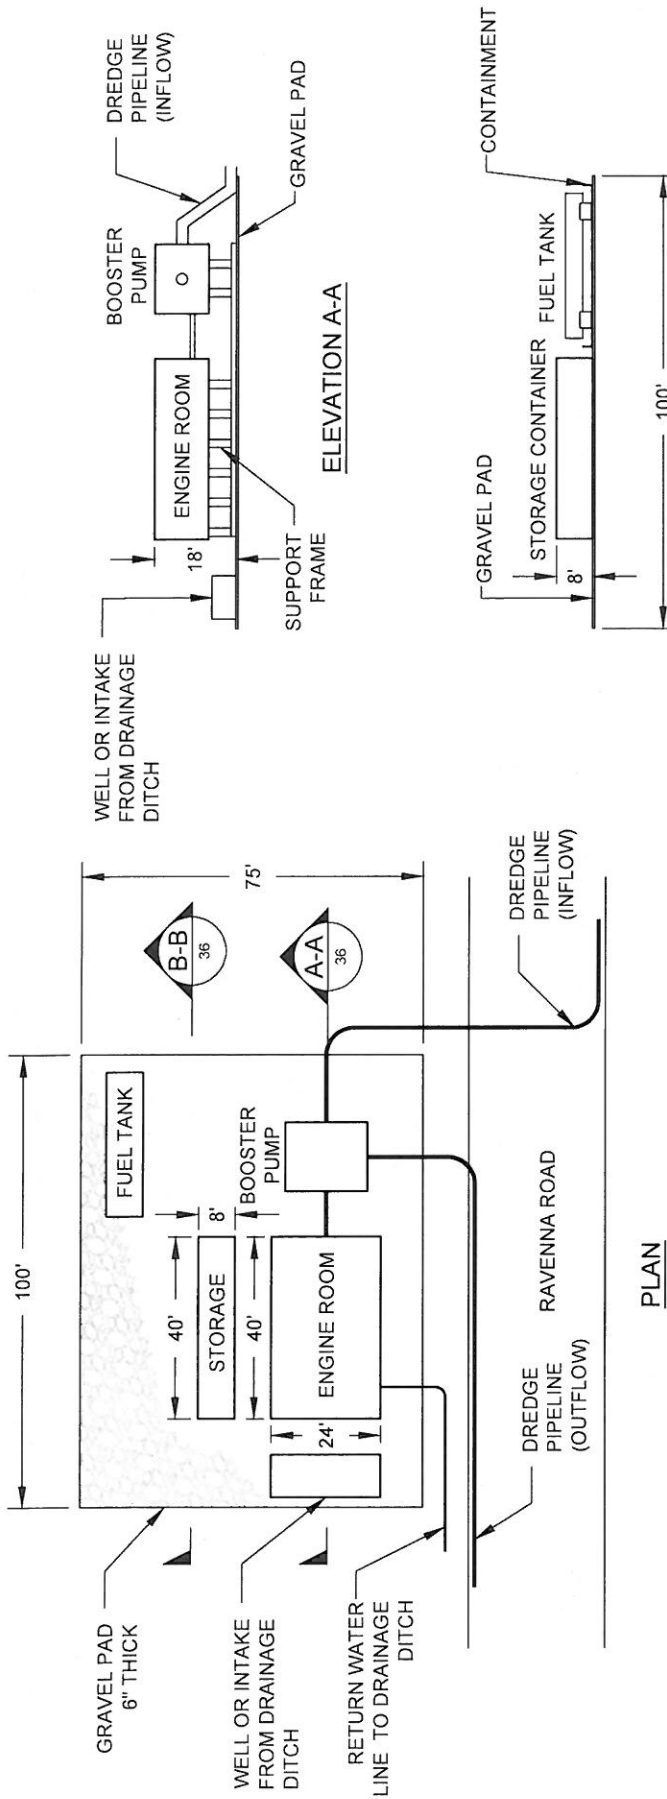 100'
GRAVEL PAD
6" THICK
FUEL TANK
40'
8'
STORAGE
40'
BOOSTER
PUMP
ENGINE ROOM
24'
WELL OR INTAKE
FROM DRAINAGE
DITCH
RETURN WATER
LINE TO DRAINAGE
DITCH
DREDGE
PIPELINE
(OUTFLOW)
RAVENNA ROAD
DREDGE
PIPELINE
(INFLOW)
75'
B-B
36
A-A
36
PLAN
WELL OR INTAKE
FROM DRAINAGE
DITCH
18'
ENGINE ROOM
BOOSTER
PUMP
DREDGE
PIPELINE
(INFLOW)
SUPPORT
FRAME
GRAVEL PAD
ELEVATION A-A
GRAVEL PAD
STORAGE CONTAINER
8'
FUEL TANK
CONTAINMENT
100'